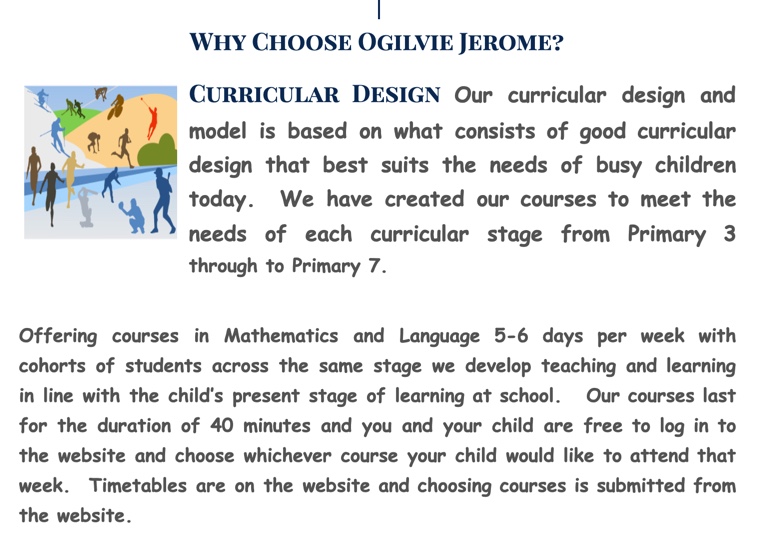 Why Choose Ogilvie Jerome?
Curricular Design Our curricular design and
model is based on what consists of good curricular
design that best suits the needs of busy children
today. We have created our courses to meet the
needs of each curricular stage from Primary 3
through to Primary 7.
Offering courses in Mathematics and Language 5-6 days per week with
cohorts of students across the same stage we develop teaching and learning
in line with the child's present stage of learning at school. Our courses last
for the duration of 40 minutes and you and your child are free to log in to
the website and choose whichever course your child would like to attend that
week. Timetables are on the website and choosing courses is submitted from
the website.